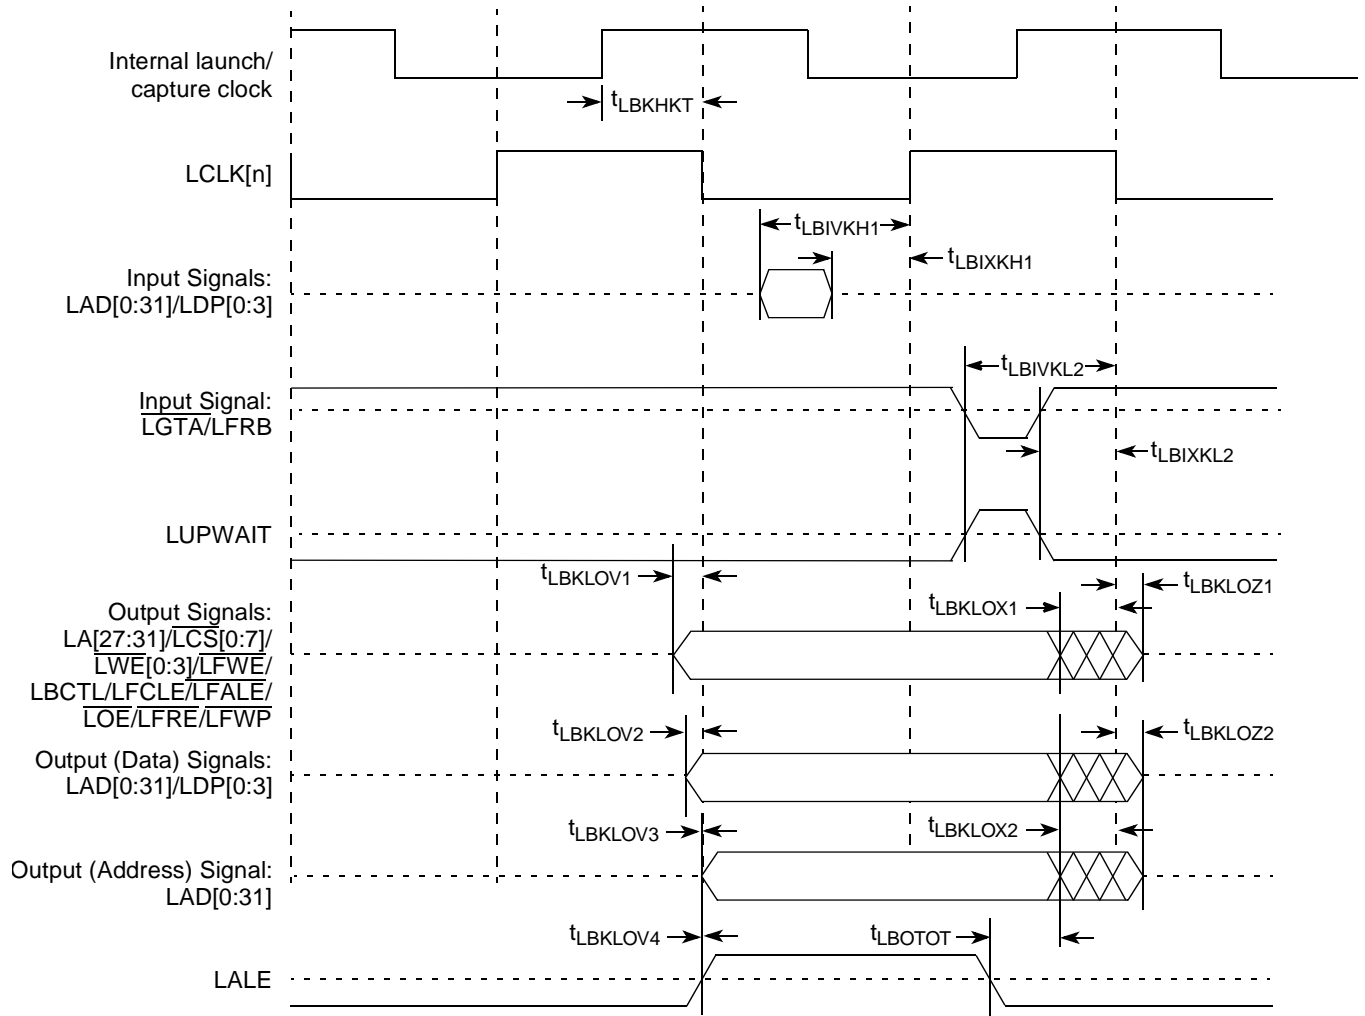 Internal launch/
capture clock
tLBKHKT
LCLK[n]
tLBIVKH1
tLBIXKH1
Input Signals:
LAD[0:31]/LDP[0:3]
tLBIVKL2
Input Signal:
LGTA/LFRB
tLBIXKL2
LUPWAIT
tLBKLOV1
tLBKLOZ1
tLBKLOX1
Output Signals:
LA[27:31]/LCS[0:7]/
LWE[0:3]/LFWE/
LBCTL/LFCLE/LFALE/
LOE/LFRE/LFWP
tLBKLOV2
tLBKLOZ2
Output (Data) Signals:
LAD[0:31]/LDP[0:3]
tLBKLOV3
tLBKLOX2
Output (Address) Signal:
LAD[0:31]
tLBKLOV4
tLBOTOT
LALE